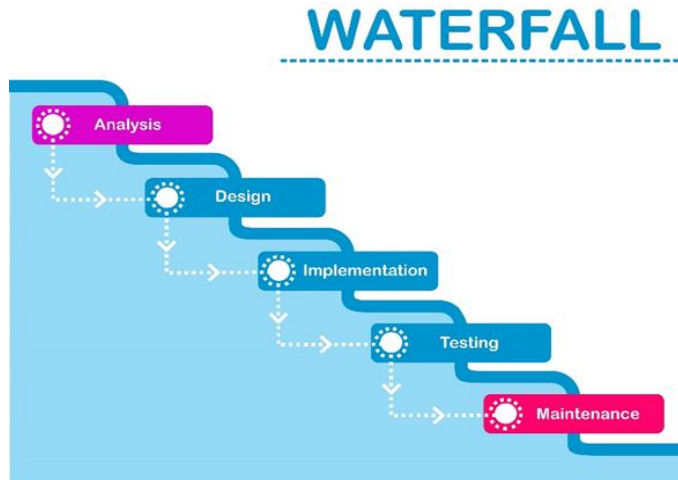 WATERFALL
Analysis
Design
Implementation
Testing
Maintenance